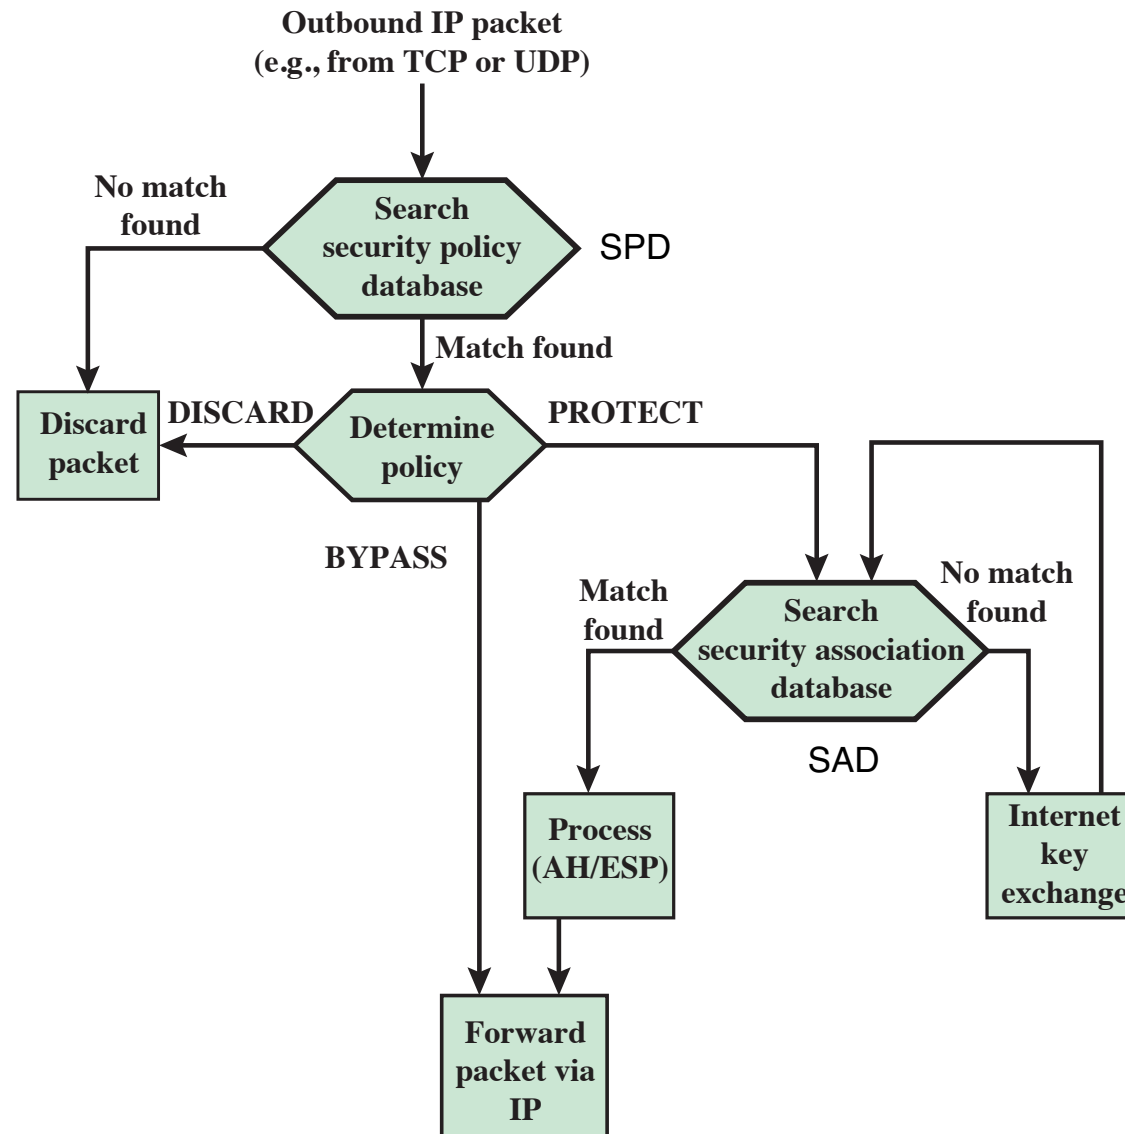 Outbound IP packet
(e.g., from TCP or UDP)
No match
found
Search
security policy
database
SPD
Match found
Discard
packet
DISCARD
Determine
policy
PROTECT
BYPASS
Match
found
Search
security association
database
No match
found
SAD
Process
(AH/ESP)
Internet
key
exchange
Forward
packet via
IP